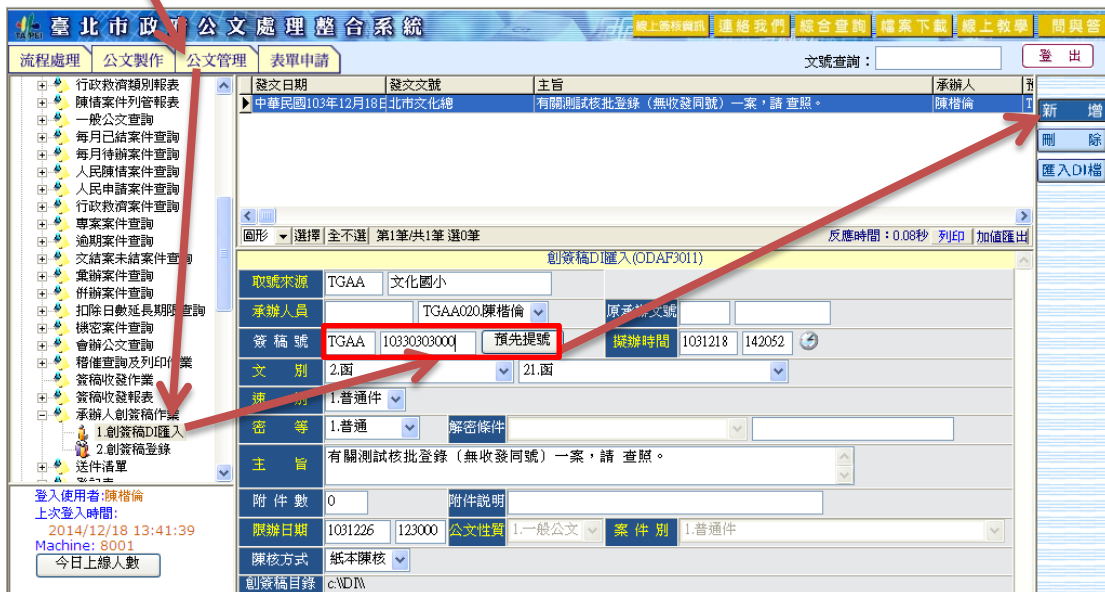 臺北市政府公文處理整合系統
TAIPEI
線上簽核資訊 連絡我們 綜合查詢 檔案下載 線上教學 問與答
流程處理 公文製作 公文管理 表單申請 文號查詢： 登 出
行政救濟類別報表
陳情案件列管報表
一般公文查詢
每月已結案件查詢
每月待辦案件查詢
人民陳情案件查詢
人民申請案件查詢
行政救濟案件查詢
專案案件查詢
逾期案件查詢
交結案未結案件查詢
彙辦案件查詢
併辦案件查詢
扣除日數延長期限查詢
機密案件查詢
會辦公文查詢
稽催查詢及列印作業
簽稿收發作業
簽稿收發報表
承辦人創簽稿作業
1.創簽稿DI匯入
2.創簽稿登錄
送件清單
登入使用者:陳楷倫
上次登入時間:
2014/12/18 13:41:39
Machine: 8001
今日上線人數
發文日期 發文文號 主旨 承辦人
中華民國103年12月18日 北市文化總 有關測試核批登錄（無收發同號）一案，請 查照。 陳楷倫 T
圖形 選擇 全不選 第1筆/共1筆 選0筆 反應時間：0.08秒 列印 加值匯出
創簽稿DI匯入(ODAF3011)
取號來源 TGAA 文化國小
承辦人員 TGAA020.陳楷倫 原承辦文號
簽稿號 TGAA 10330303000 預先提號 擬辦時間 1031218 142052
文別 2.函 21.函
速別 1.普通件
密等 1.普通 解密條件
主旨 有關測試核批登錄（無收發同號）一案，請 查照。
附件數 0 附件說明
限辦日期 1031226 123000 公文性質 1.一般公文 案件別 1.普通件
陳核方式 紙本陳核
創簽稿目錄 c:\\DI\\
新 增
刪 除
匯入DI檔